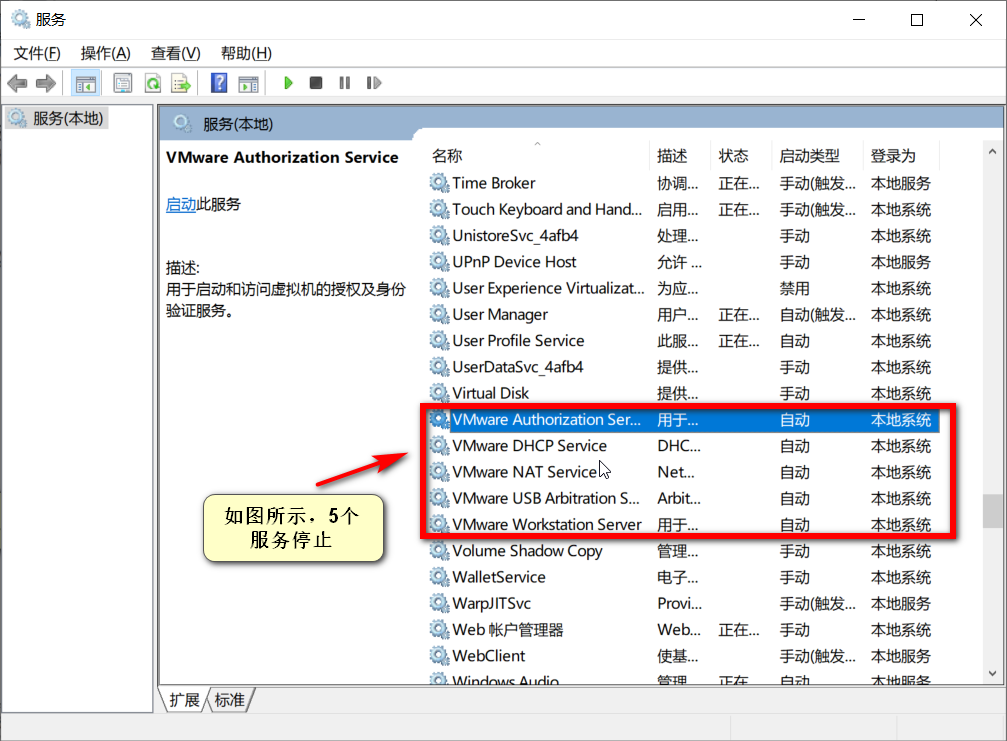 服务
文件(F) 操作(A) 查看(V) 帮助(H)
服务(本地)
服务(本地)
VMware Authorization Service
启动此服务
描述:
用于启动和访问虚拟机的授权及身份
验证服务。
名称 描述 状态 启动类型 登录为
Time Broker 协调... 正在... 手动(触发... 本地服务
Touch Keyboard and Hand... 启用... 正在... 手动(触发... 本地系统
UnistoreSvc_4afb4 处理... 手动 本地系统
UPnP Device Host 允许 ... 手动 本地服务
User Experience Virtualizat... 为应... 禁用 本地系统
User Manager 用户... 正在... 自动(触发... 本地系统
User Profile Service 此服... 正在... 自动 本地系统
UserDataSvc_4afb4 提供... 手动 本地系统
Virtual Disk 提供... 手动 本地系统
VMware Authorization Ser... 用于... 自动 本地系统
VMware DHCP Service DHC... 自动 本地系统
VMware NAT Service Net... 自动 本地系统
VMware USB Arbitration S... Arbit... 自动 本地系统
VMware Workstation Server 用于... 自动 本地系统
Volume Shadow Copy 管理... 手动 本地系统
WalletService 电子... 手动 本地系统
WarpJITSvc Provi... 手动(触发... 本地服务
Web 帐户管理器 Web... 正在... 手动 本地系统
WebClient 使基... 手动(触发... 本地服务
Windows Audio 管理 正在 自动 本地服务
如图所示，5个
服务停止
扩展 标准